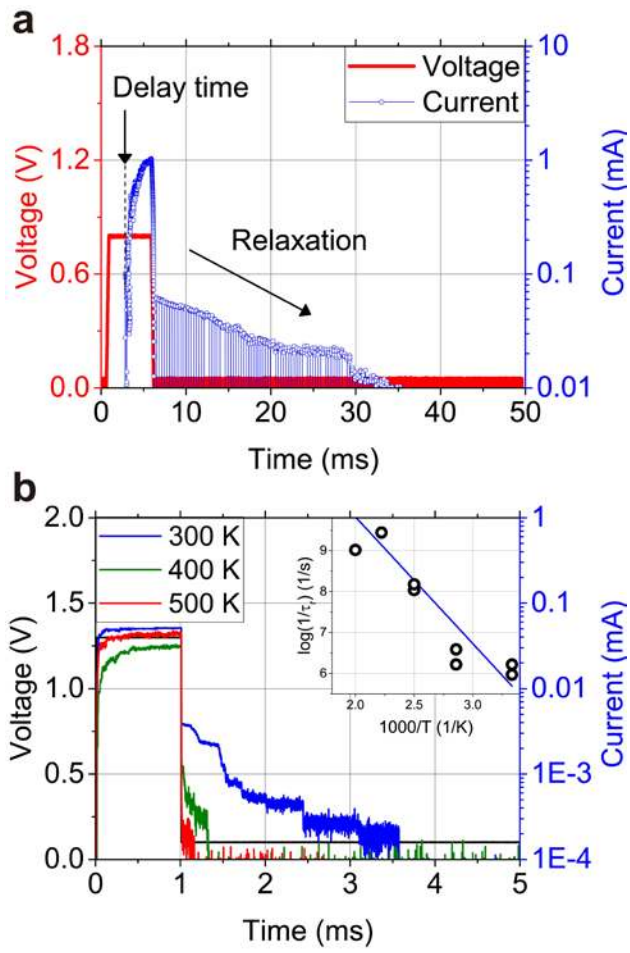 a
1.8
1.2
0.6
0.0
Voltage (V)
Delay time
Voltage
Current
Relaxation
10
1
0.1
0.01
Current (mA)
0
10
20
30
40
50
Time (ms)
b
2.0
1.5
1.0
0.5
0.0
Voltage (V)
300 K
400 K
500 K
9
8
7
6
log(1/τr) (1/s)
2.0
2.5
3.0
1000/T (1/K)
1
0.1
0.01
1E-3
1E-4
Current (mA)
0
1
2
3
4
5
Time (ms)